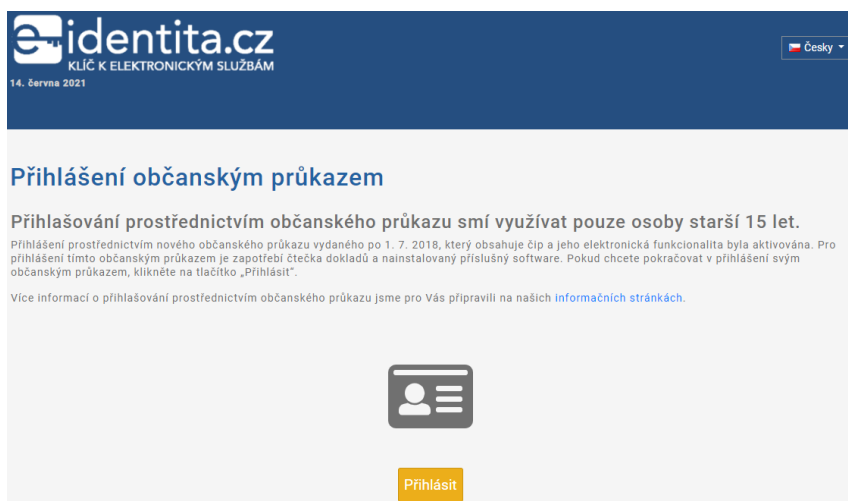 identita.cz
KLÍČ K ELEKTRONICKÝM SLUŽBÁM
14. června 2021
Česky
Přihlášení občanským průkazem
Přihlašování prostřednictvím občanského průkazu smí využívat pouze osoby starší 15 let.
Přihlášení prostřednictvím nového občanského průkazu vydaného po 1. 7. 2018, který obsahuje čip a jeho elektronická funkcionalita byla aktivována. Pro
přihlášení tímto občanským průkazem je zapotřebí čtečka dokladů a nainstalovaný příslušný software. Pokud chcete pokračovat v přihlášení svým
občanským průkazem, klikněte na tlačítko „Přihlásit“.
Více informací o přihlašování prostřednictvím občanského průkazu jsme pro Vás připravili na našich informačních stránkách.
Přihlásit